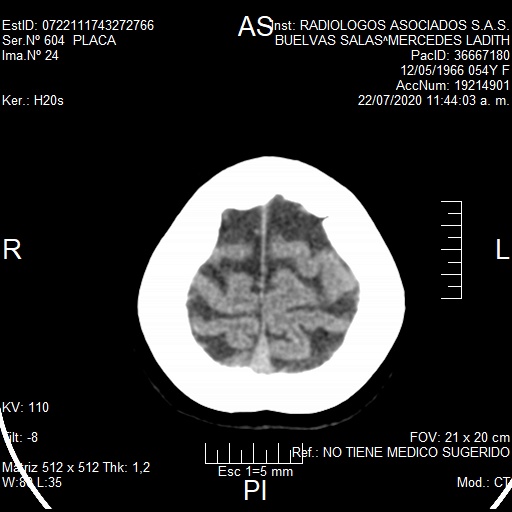 EstID: 0722111743272766
Ser.Nº 604 PLACA
Ima.Nº 24
Ker.: H20s
AS
Inst: RADIOLOGOS ASOCIADOS S.A.S.
BUELVAS SALAS^MERCEDES LADITH
PacID: 36667180
12/05/1966 054Y F
AccNum: 19214901
22/07/2020 11:44:03 a. m.
R
L
KV: 110
Tilt: -8
Matriz 512 x 512 Thk: 1,2
W:80 L:35
Esc 1=5 mm
PI
FOV: 21 x 20 cm
Ref.: NO TIENE MEDICO SUGERIDO
Mod.: CT